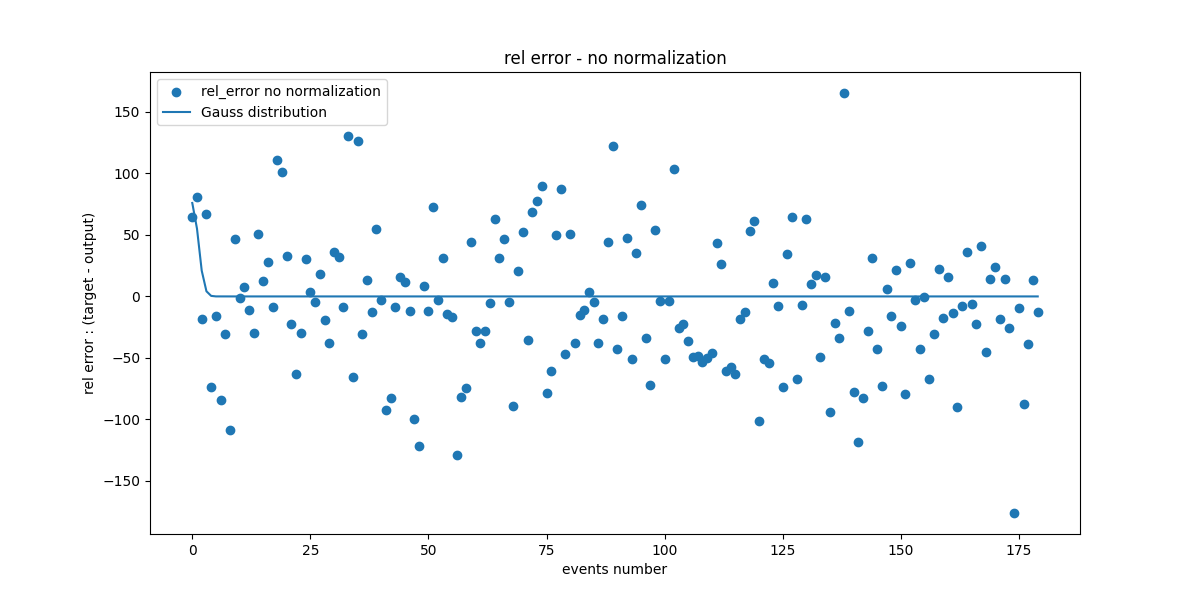 rel error - no normalization
rel_error no normalization
Gauss distribution
rel error : (target - output)
150
100
50
0
−50
−100
−150
0 25 50 75 100 125 150 175
events number